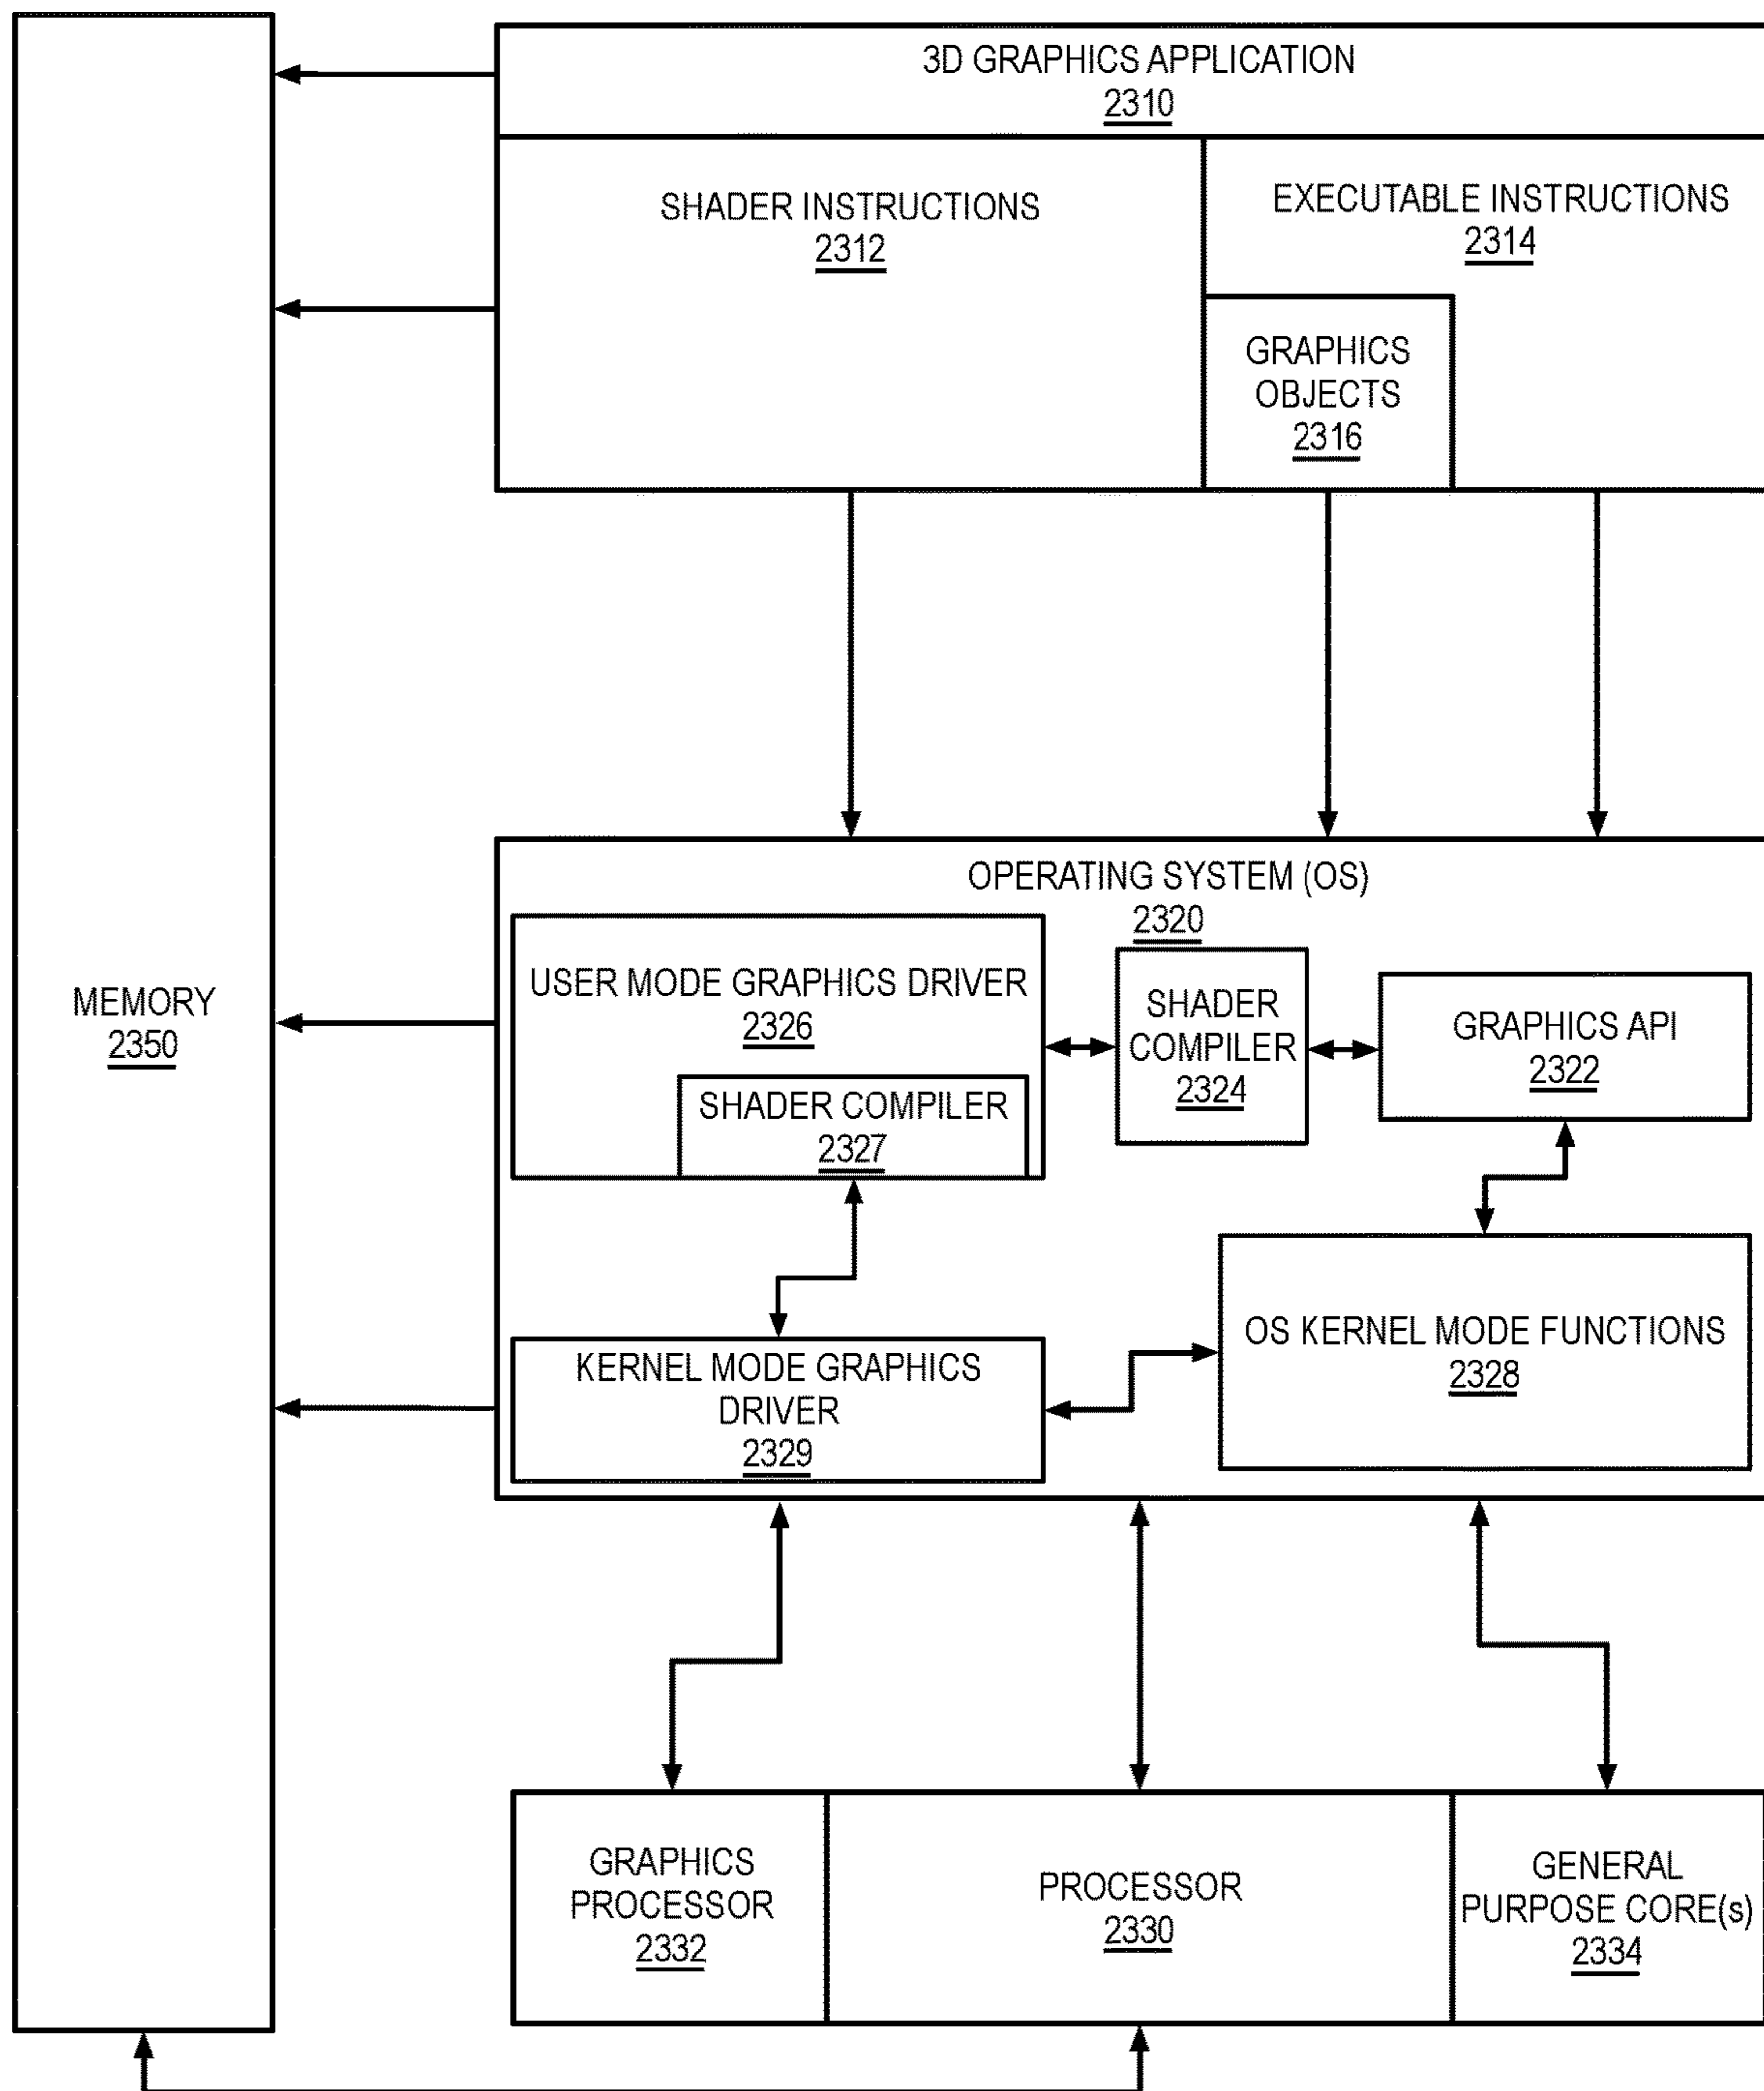 3D GRAPHICS APPLICATION
2310
SHADER INSTRUCTIONS
2312
EXECUTABLE INSTRUCTIONS
2314
GRAPHICS
OBJECTS
2316
MEMORY
2350
OPERATING SYSTEM (OS)
2320
USER MODE GRAPHICS DRIVER
2326
SHADER COMPILER
2327
SHADER
COMPILER
2324
GRAPHICS API
2322
KERNEL MODE GRAPHICS
DRIVER
2329
OS KERNEL MODE FUNCTIONS
2328
GRAPHICS
PROCESSOR
2332
PROCESSOR
2330
GENERAL
PURPOSE CORE(s)
2334